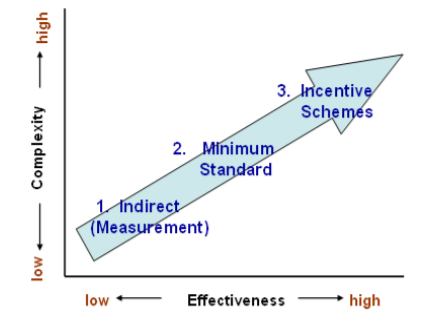 high
Complexity
low
3. Incentive
Schemes
2. Minimum
Standard
1. Indirect
(Measurement)
low
Effectiveness
high